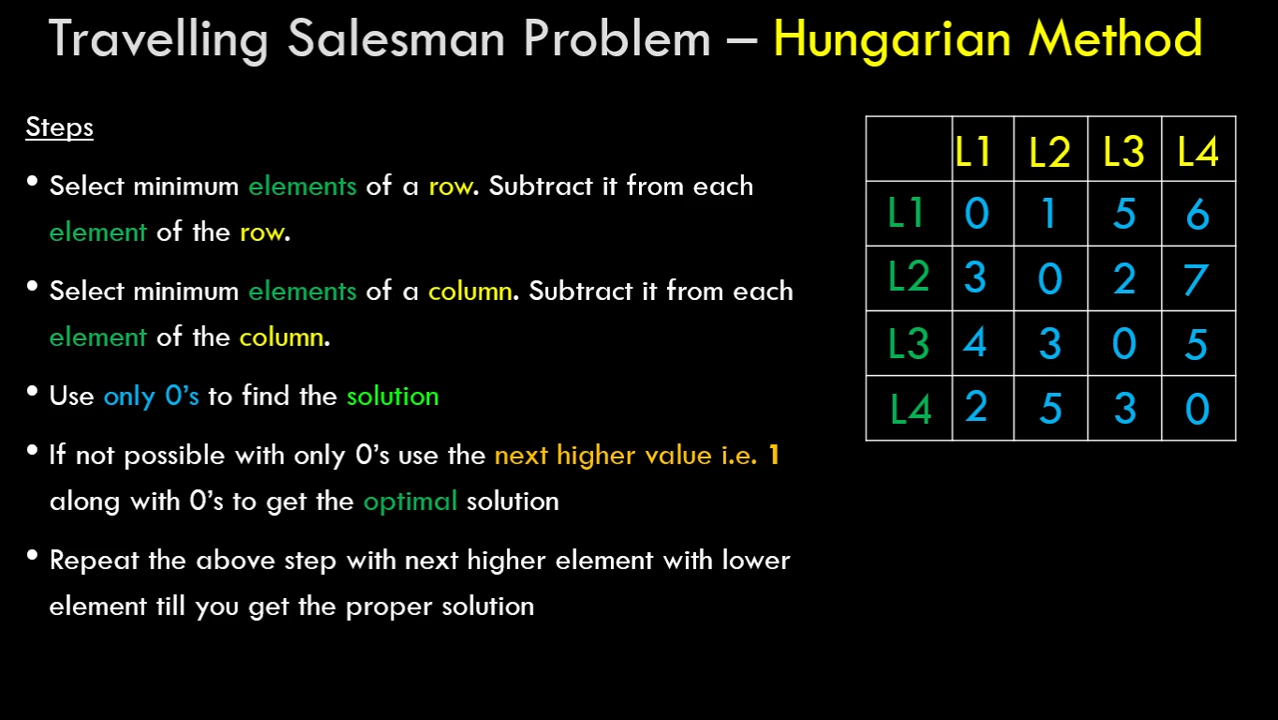 Travelling Salesman Problem – Hungarian Method
Steps
• Select minimum elements of a row. Subtract it from each
element of the row.
• Select minimum elements of a column. Subtract it from each
element of the column.
• Use only 0’s to find the solution
• If not possible with only 0’s use the next higher value i.e. 1
along with 0’s to get the optimal solution
• Repeat the above step with next higher element with lower
element till you get the proper solution
L1 L2 L3 L4
L1 0 1 5 6
L2 3 0 2 7
L3 4 3 0 5
L4 2 5 3 0